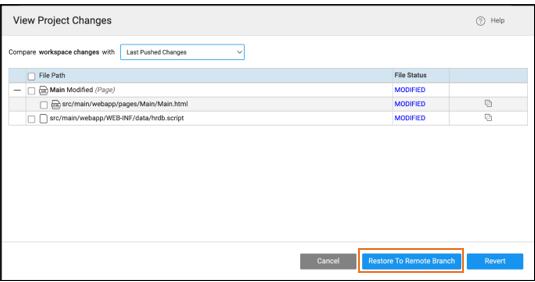 View Project Changes
Help
Compare workspace changes with Last Pushed Changes
File Path File Status
Main Modified (Page) MODIFIED
src/main/webapp/pages/Main/Main.html MODIFIED
src/main/webapp/WEB-INF/data/hrdb.script MODIFIED
Cancel Restore To Remote Branch Revert